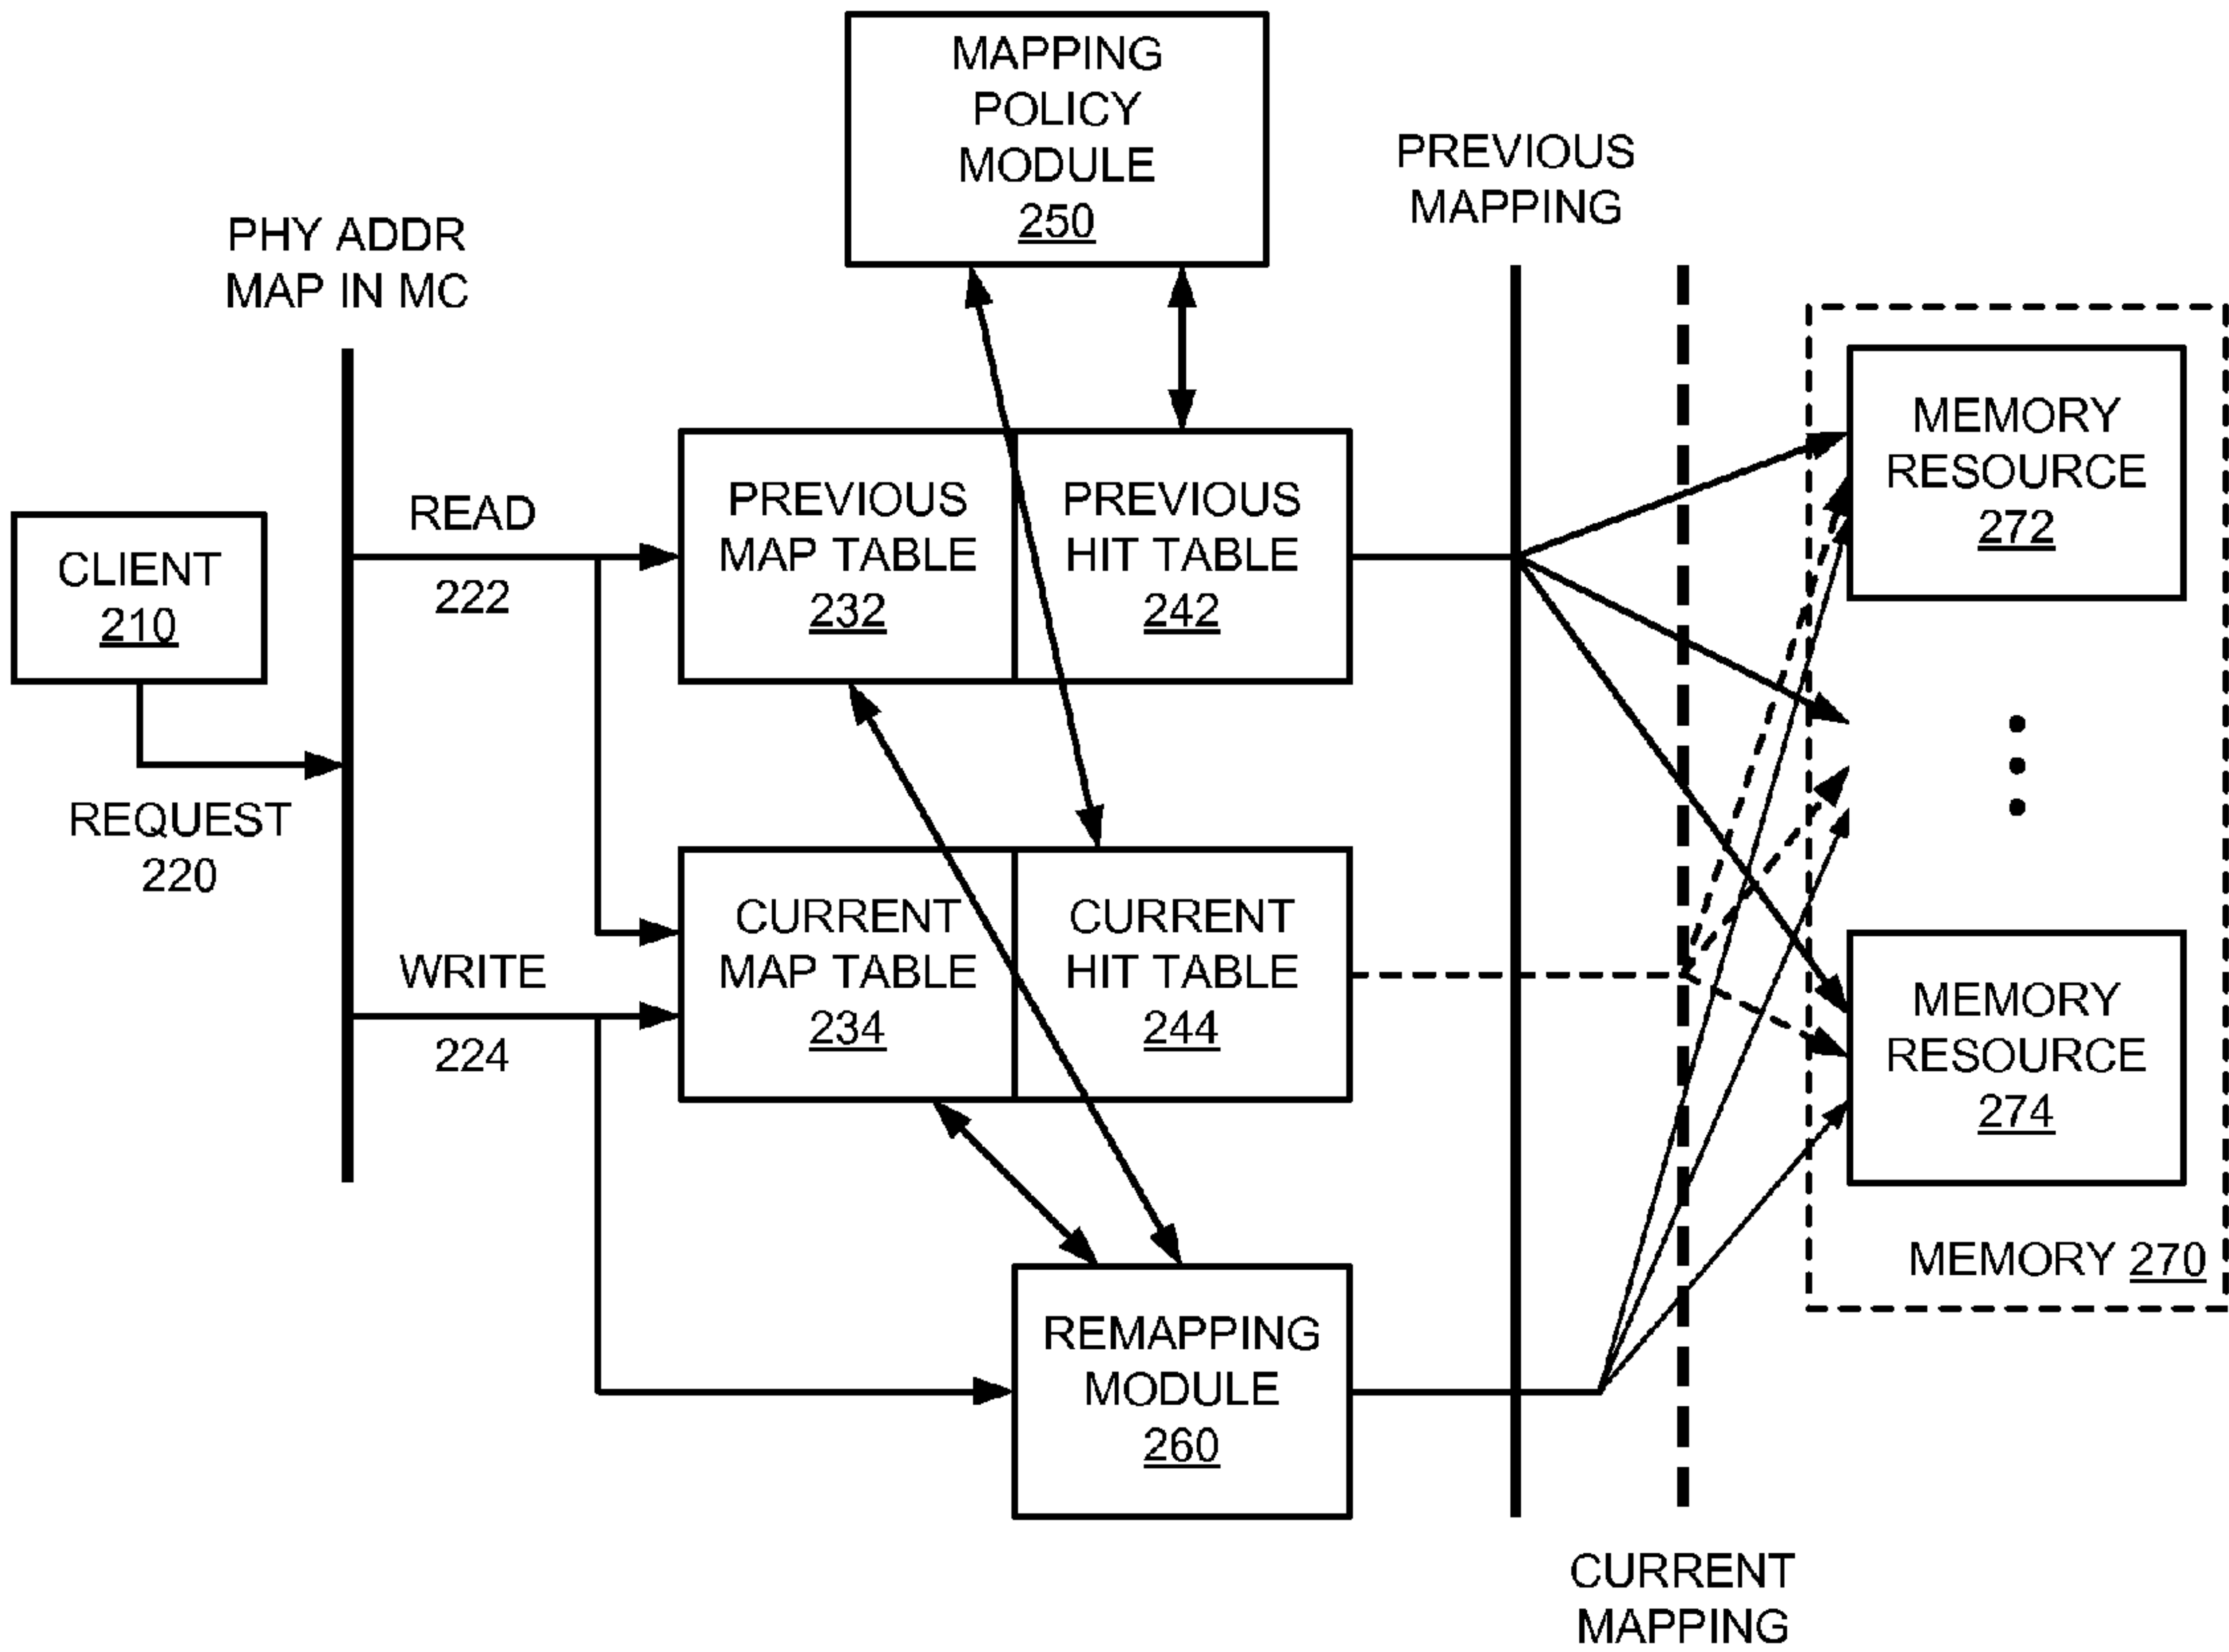 MAPPING
POLICY
MODULE
250
PREVIOUS
MAPPING
PHY ADDR
MAP IN MC
CLIENT
210
REQUEST
220
READ
222
WRITE
224
PREVIOUS
MAP TABLE
232
PREVIOUS
HIT TABLE
242
CURRENT
MAP TABLE
234
CURRENT
HIT TABLE
244
REMAPPING
MODULE
260
MEMORY
RESOURCE
272
MEMORY
RESOURCE
274
MEMORY 270
CURRENT
MAPPING